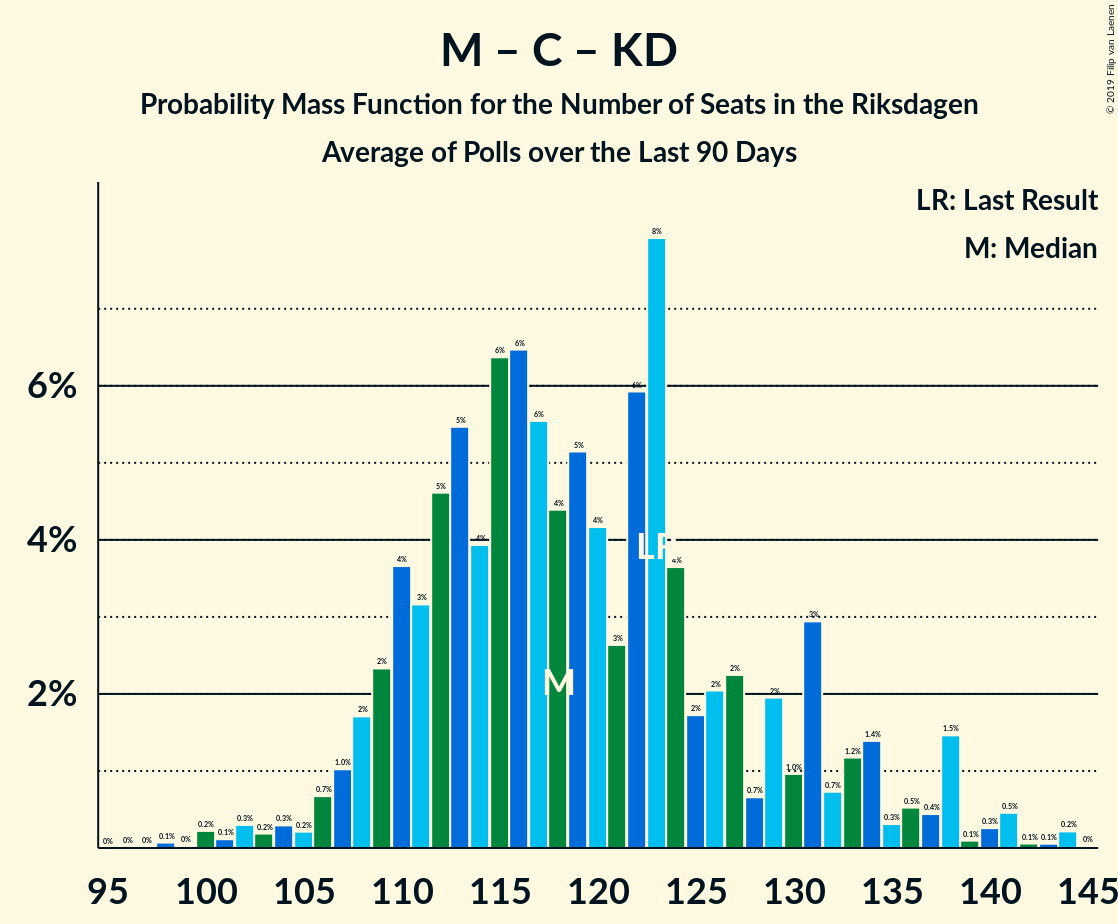 M – C – KD
Probability Mass Function for the Number of Seats in the Riksdagen
Average of Polls over the Last 90 Days
© 2019 Filip van Laenen
LR: Last Result
M: Median
6%
4%
2%
0% 0% 0% 0.1% 0% 0.2% 0.1% 0.3% 0.2% 0.3% 0.2% 0.7% 1.0% 2% 2% 4% 3% 5% 5% 4% 6% 6% 6% 4% 5% 4% 3% 6% 8% 4% 2% 2% 2% 0.7% 2% 1.0% 3% 0.7% 1.2% 1.4% 0.3% 0.5% 0.4% 1.5% 0.1% 0.3% 0.5% 0.1% 0.1% 0.2% 0%
LR
M
95 100 105 110 115 120 125 130 135 140 145